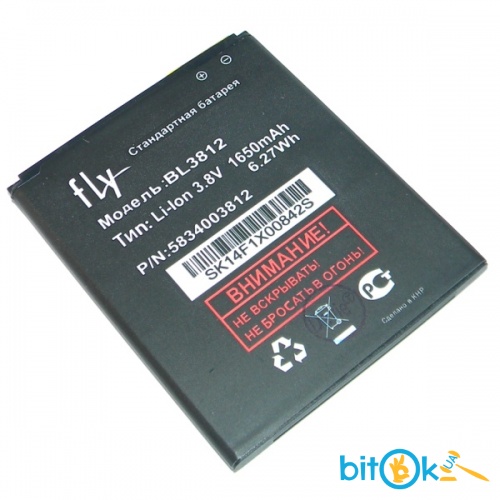 Стандартная батарея
fly
Модель:BL3812
Тип: Li-Ion 3.8V 1650mAh
6.27Wh
P/N:5834003812
SK14F1X00842S
ВНИМАНИЕ!
НЕ ВСКРЫВАТЬ!
НЕ БРОСАТЬ В ОГОНЬ!
Сделано в КНР
bitOk.UA